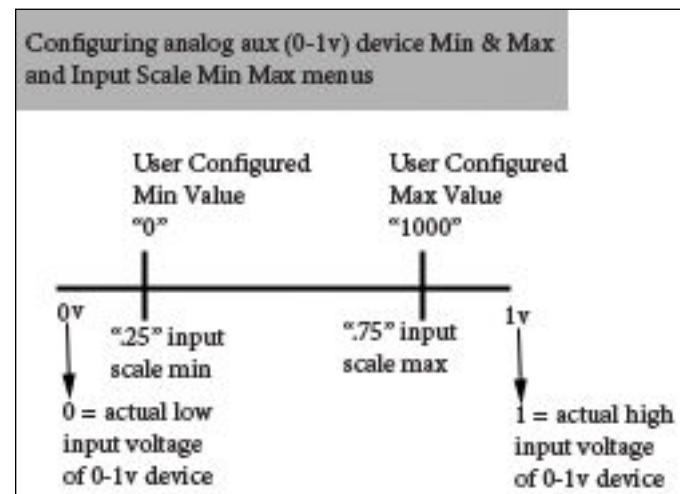 Configuring analog aux (0-1v) device Min & Max
and Input Scale Min Max menus
User Configured
Min Value
“0”
User Configured
Max Value
“1000”
0v
“.25” input
scale min
“.75” input
scale max
1v
0 = actual low
input voltage
of 0-1v device
1 = actual high
input voltage
of 0-1v device